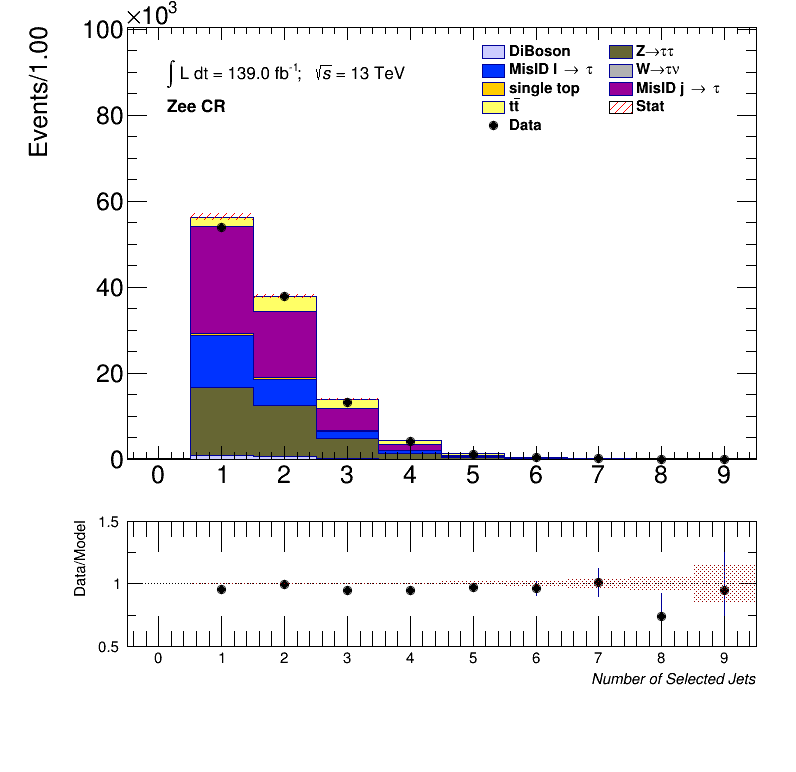 ×10³
100
80
60
40
20
0
Events/1.00
∫ L dt = 139.0 fb⁻¹; √s = 13 TeV
Zee CR
DiBoson
MisID l → τ
single top
tt̄
Data
Z→ττ
W→τν
MisID j → τ
Stat
0 1 2 3 4 5 6 7 8 9
1.5
1
0.5
Data/Model
0 1 2 3 4 5 6 7 8 9
Number of Selected Jets